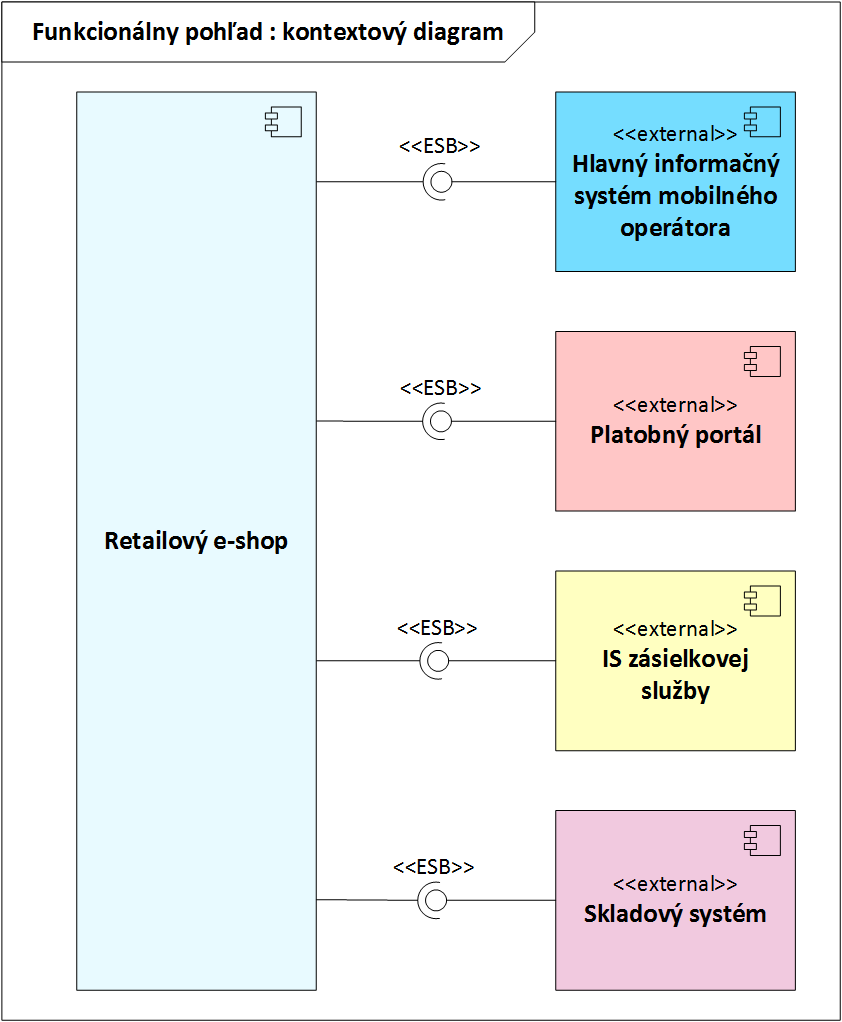 Funkcionálny pohľad : kontextový diagram
<<ESB>>
<<external>>
Hlavný informačný
systém mobilného
operátora
<<ESB>>
<<external>>
Platobný portál
Retailový e-shop
<<ESB>>
<<external>>
IS zásielkovej
služby
<<ESB>>
<<external>>
Skladový systém